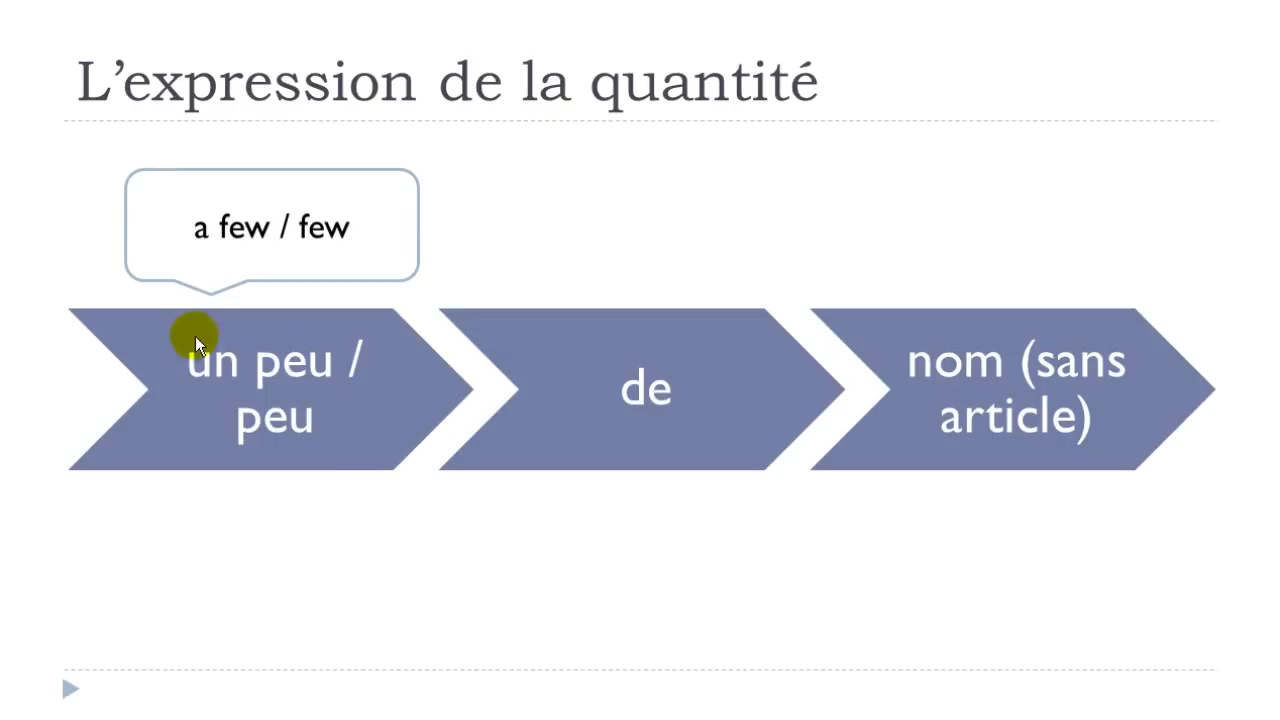 L’expression de la quantité
a few / few
un peu /
peu
de
nom (sans
article)